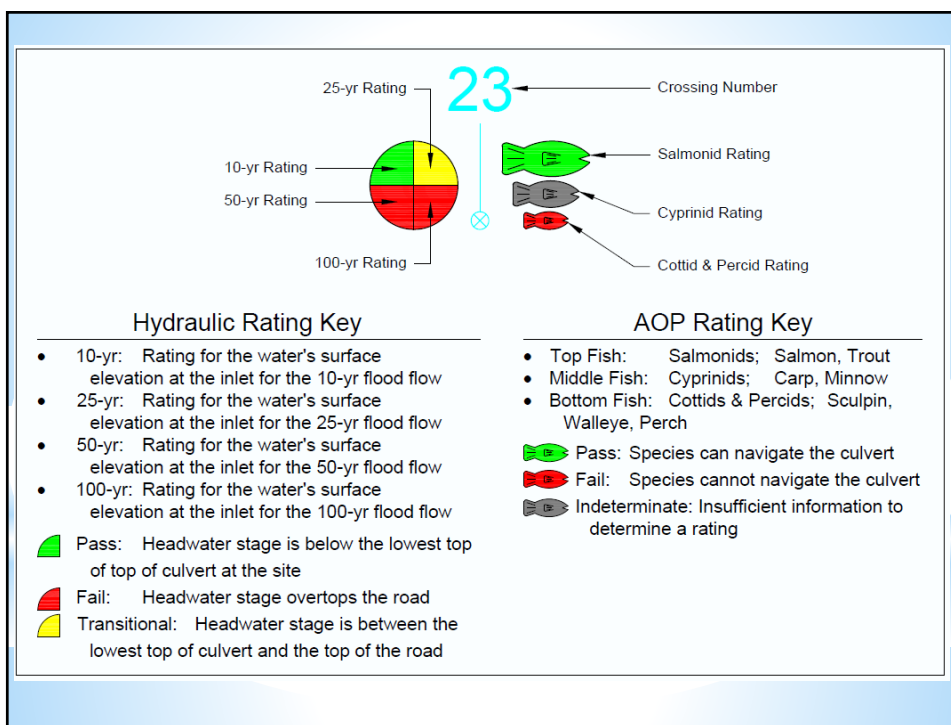 23
25-yr Rating
Crossing Number
10-yr Rating
Salmonid Rating
50-yr Rating
Cyprinid Rating
100-yr Rating
Cottid & Percid Rating
Hydraulic Rating Key
• 10-yr: Rating for the water's surface
elevation at the inlet for the 10-yr flood flow
• 25-yr: Rating for the water's surface
elevation at the inlet for the 25-yr flood flow
• 50-yr: Rating for the water's surface
elevation at the inlet for the 50-yr flood flow
• 100-yr: Rating for the water's surface
elevation at the inlet for the 100-yr flood flow
Pass: Headwater stage is below the lowest top
of top of culvert at the site
Fail: Headwater stage overtops the road
Transitional: Headwater stage is between the
lowest top of culvert and the top of the road
AOP Rating Key
• Top Fish: Salmonids; Salmon, Trout
• Middle Fish: Cyprinids; Carp, Minnow
• Bottom Fish: Cottids & Percids; Sculpin,
Walleye, Perch
Pass: Species can navigate the culvert
Fail: Species cannot navigate the culvert
Indeterminate: Insufficient information to
determine a rating